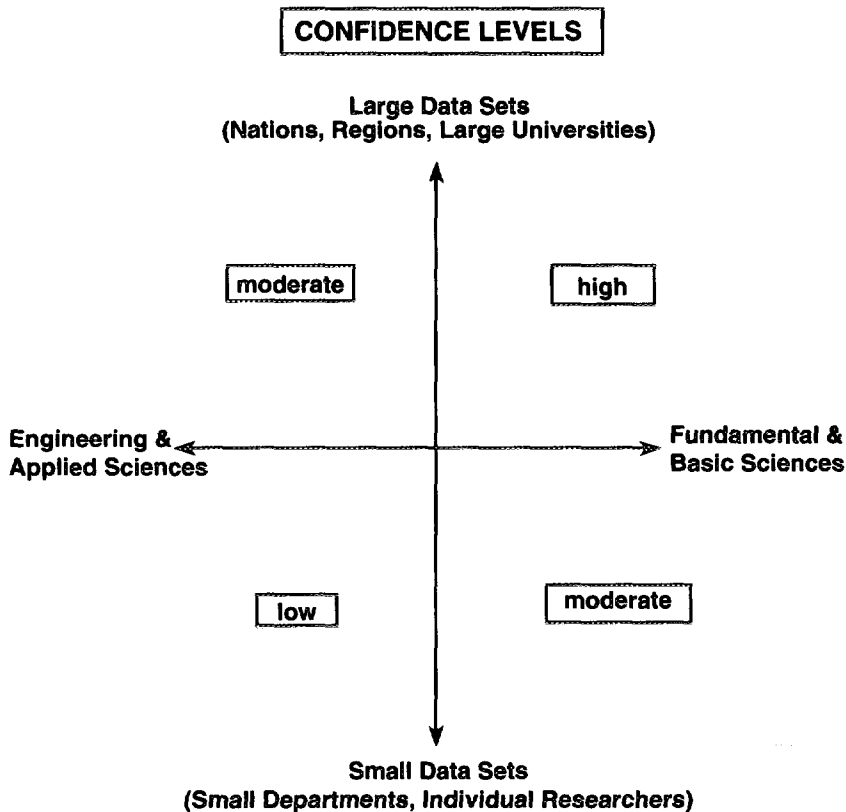 CONFIDENCE LEVELS
Large Data Sets
(Nations, Regions, Large Universities)
moderate
high
Engineering &
Applied Sciences
Fundamental &
Basic Sciences
low
moderate
Small Data Sets
(Small Departments, Individual Researchers)